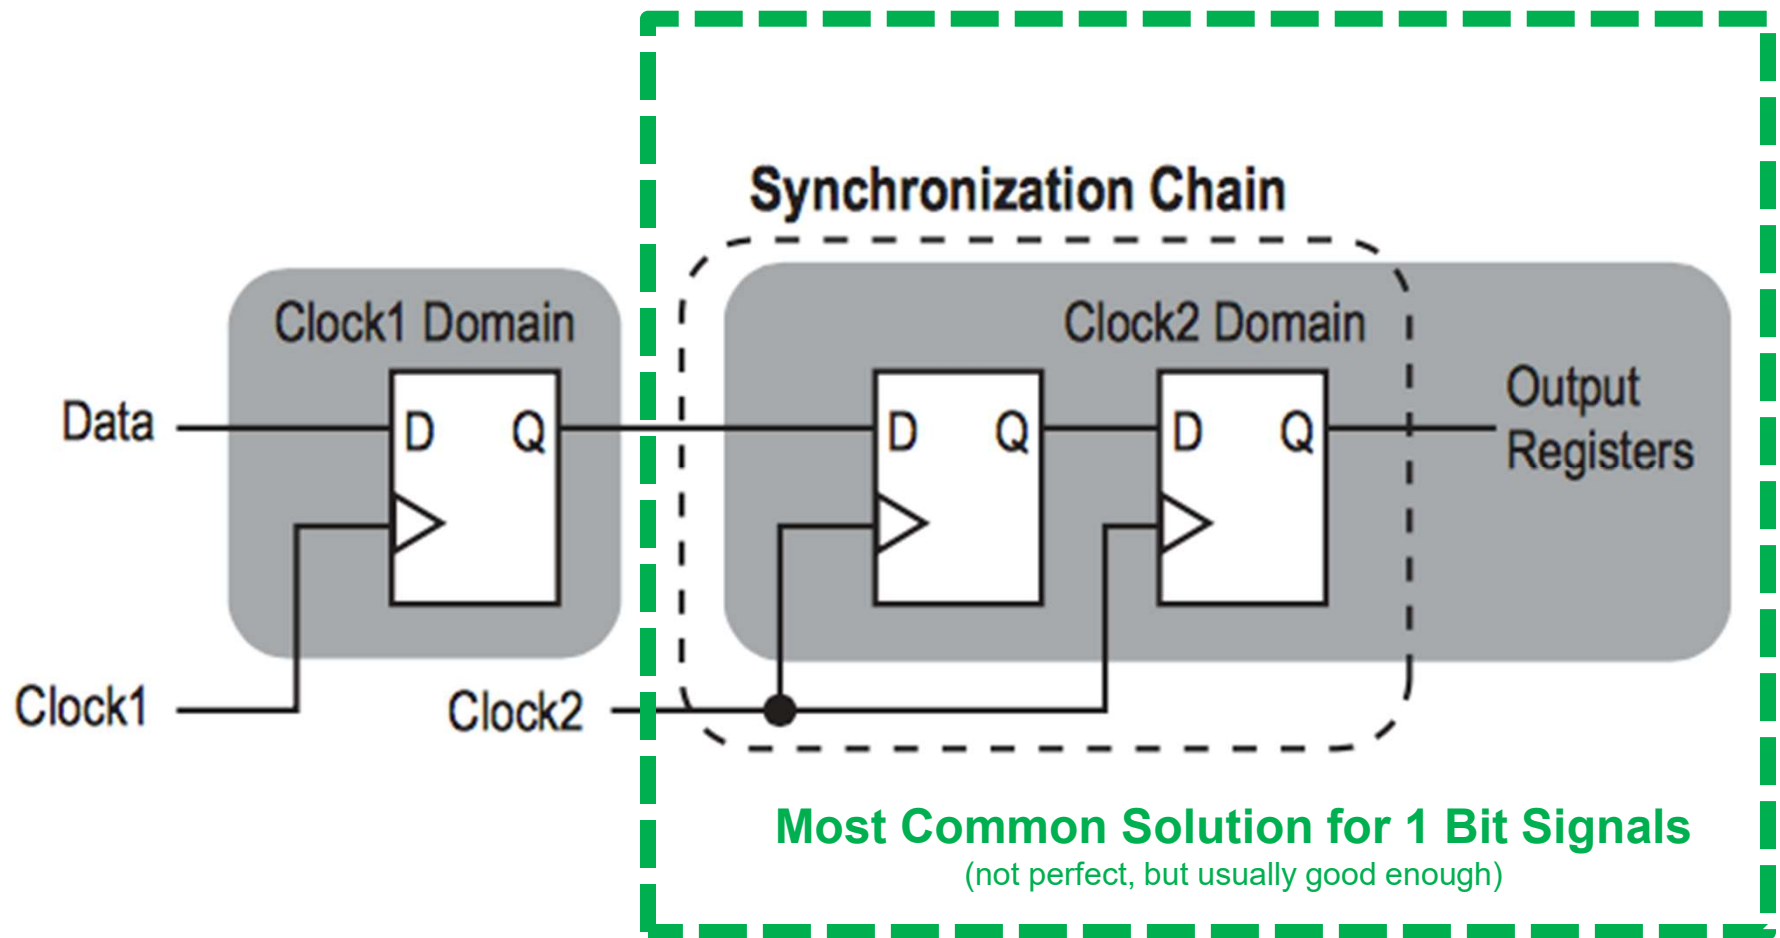 Synchronization Chain
Clock1 Domain
Clock2 Domain
Data
D Q
D Q
D Q
Output
Registers
Clock1
Clock2
Most Common Solution for 1 Bit Signals
(not perfect, but usually good enough)